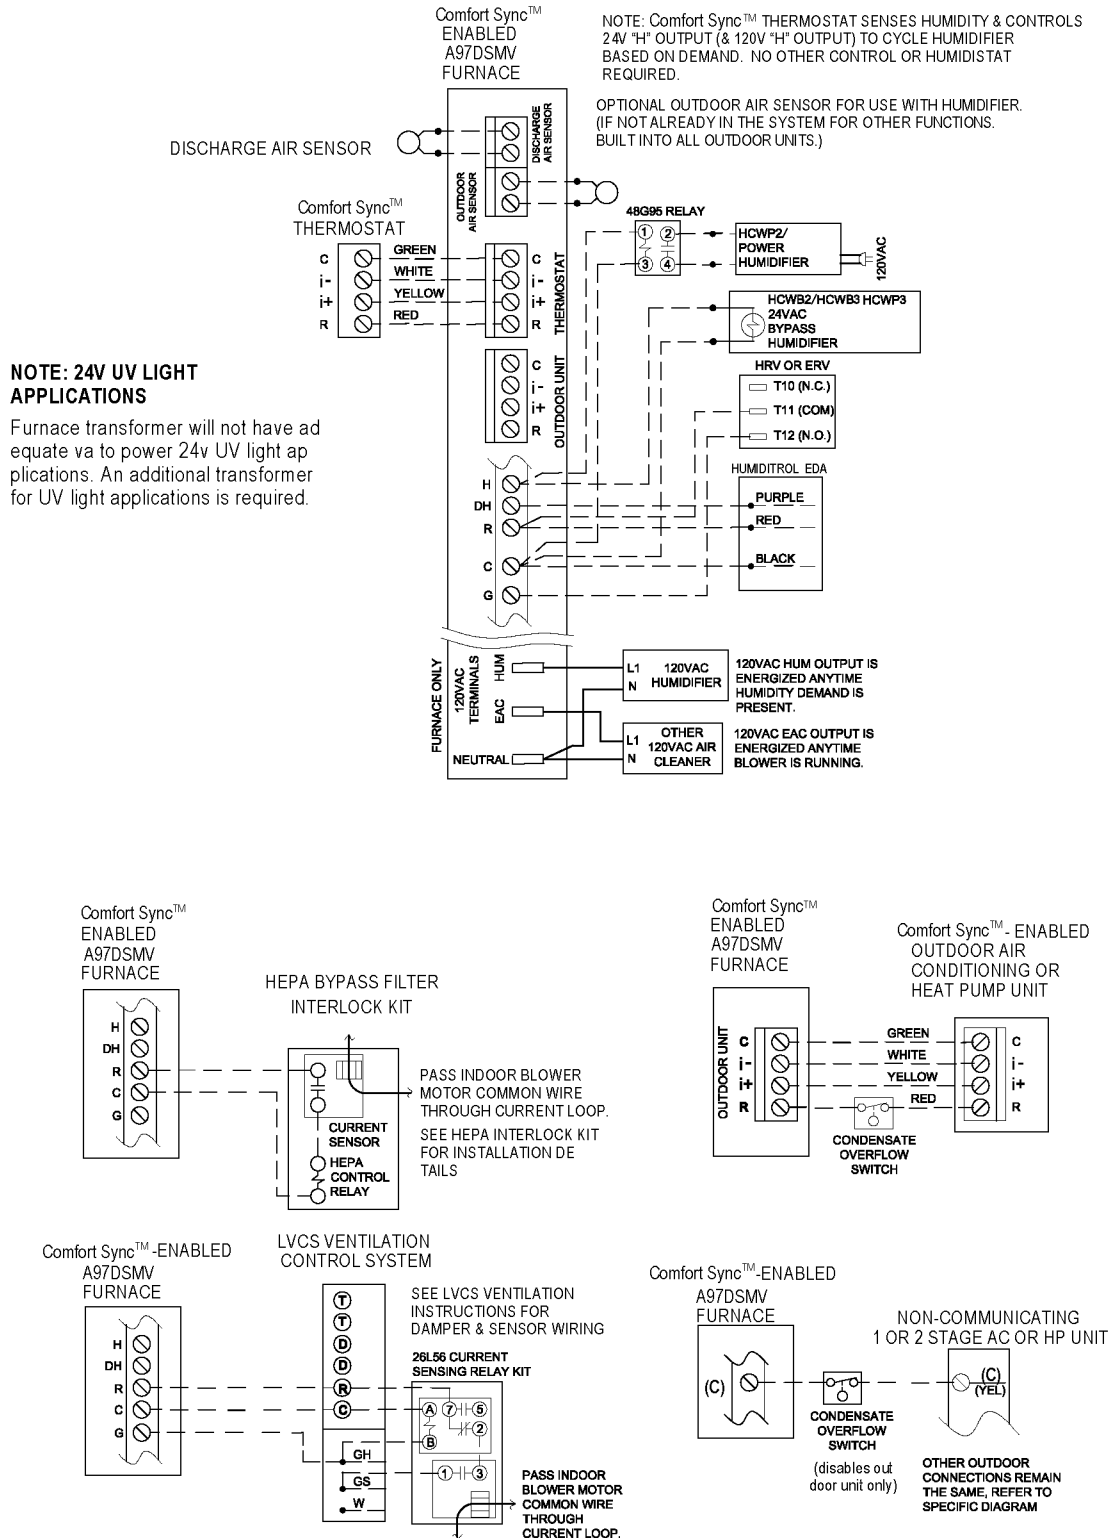 Comfort Sync™
ENABLED
A97DSMV
FURNACE
NOTE: Comfort Sync™ THERMOSTAT SENSES HUMIDITY & CONTROLS
24V "H" OUTPUT (& 120V "H" OUTPUT) TO CYCLE HUMIDIFIER
BASED ON DEMAND. NO OTHER CONTROL OR HUMIDISTAT
REQUIRED.
OPTIONAL OUTDOOR AIR SENSOR FOR USE WITH HUMIDIFIER.
(IF NOT ALREADY IN THE SYSTEM FOR OTHER FUNCTIONS.
BUILT INTO ALL OUTDOOR UNITS.)
DISCHARGE AIR SENSOR
DISCHARGE
AIR SENSOR
OUTDOOR
AIR SENSOR
Comfort Sync™
THERMOSTAT
C
i-
i+
R
GREEN
WHITE
YELLOW
RED
C
i-
i+
R
THERMOSTAT
C
i-
i+
R
OUTDOOR UNIT
48G95 RELAY
1
2
3
4
HCWP2/
POWER
HUMIDIFIER
120VAC
HCWB2/HCWB3 HCWP3
24VAC
BYPASS
HUMIDIFIER
HRV OR ERV
T10 (N.C.)
T11 (COM)
T12 (N.O.)
HUMIDITROL EDA
PURPLE
RED
BLACK
NOTE: 24V UV LIGHT
APPLICATIONS
Furnace transformer will not have ad
equate va to power 24v UV light ap
plications. An additional transformer
for UV light applications is required.
H
DH
R
C
G
FURNACE ONLY
120VAC
TERMINALS
HUM
EAC
NEUTRAL
L1
N
120VAC
HUMIDIFIER
120VAC HUM OUTPUT IS
ENERGIZED ANYTIME
HUMIDITY DEMAND IS
PRESENT.
L1
N
OTHER
120VAC AIR
CLEANER
120VAC EAC OUTPUT IS
ENERGIZED ANYTIME
BLOWER IS RUNNING.
Comfort Sync™
ENABLED
A97DSMV
FURNACE
H
DH
R
C
G
HEPA BYPASS FILTER
INTERLOCK KIT
CURRENT
SENSOR
HEPA
CONTROL
RELAY
PASS INDOOR BLOWER
MOTOR COMMON WIRE
THROUGH CURRENT LOOP.
SEE HEPA INTERLOCK KIT
FOR INSTALLATION DE
TAILS
Comfort Sync™
ENABLED
A97DSMV
FURNACE
Comfort Sync™- ENABLED
OUTDOOR AIR
CONDITIONING OR
HEAT PUMP UNIT
OUTDOOR UNIT
C
i-
i+
R
GREEN
WHITE
YELLOW
RED
C
i-
i+
R
CONDENSATE
OVERFLOW
SWITCH
Comfort Sync™-ENABLED
A97DSMV
FURNACE
H
DH
R
C
G
LVCS VENTILATION
CONTROL SYSTEM
T
T
D
D
R
C
GH
GS
W
SEE LVCS VENTILATION
INSTRUCTIONS FOR
DAMPER & SENSOR WIRING
26L56 CURRENT
SENSING RELAY KIT
A
7
5
2
B
1
3
PASS INDOOR
BLOWER MOTOR
COMMON WIRE
THROUGH
CURRENT LOOP.
Comfort Sync™-ENABLED
A97DSMV
FURNACE
(C)
CONDENSATE
OVERFLOW
SWITCH
(disables out
door unit only)
NON-COMMUNICATING
1 OR 2 STAGE AC OR HP UNIT
(C)
(YEL)
OTHER OUTDOOR
CONNECTIONS REMAIN
THE SAME, REFER TO
SPECIFIC DIAGRAM